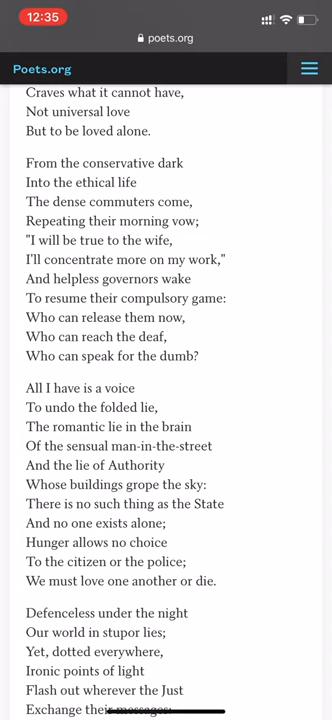 12:35
poets.org
Poets.org
Craves what it cannot have,
Not universal love
But to be loved alone.
From the conservative dark
Into the ethical life
The dense commuters come,
Repeating their morning vow;
"I will be true to the wife,
I'll concentrate more on my work,"
And helpless governors wake
To resume their compulsory game:
Who can release them now,
Who can reach the deaf,
Who can speak for the dumb?
All I have is a voice
To undo the folded lie,
The romantic lie in the brain
Of the sensual man-in-the-street
And the lie of Authority
Whose buildings grope the sky:
There is no such thing as the State
And no one exists alone;
Hunger allows no choice
To the citizen or the police;
We must love one another or die.
Defenceless under the night
Our world in stupor lies;
Yet, dotted everywhere,
Ironic points of light
Flash out wherever the Just
Exchange their messages: